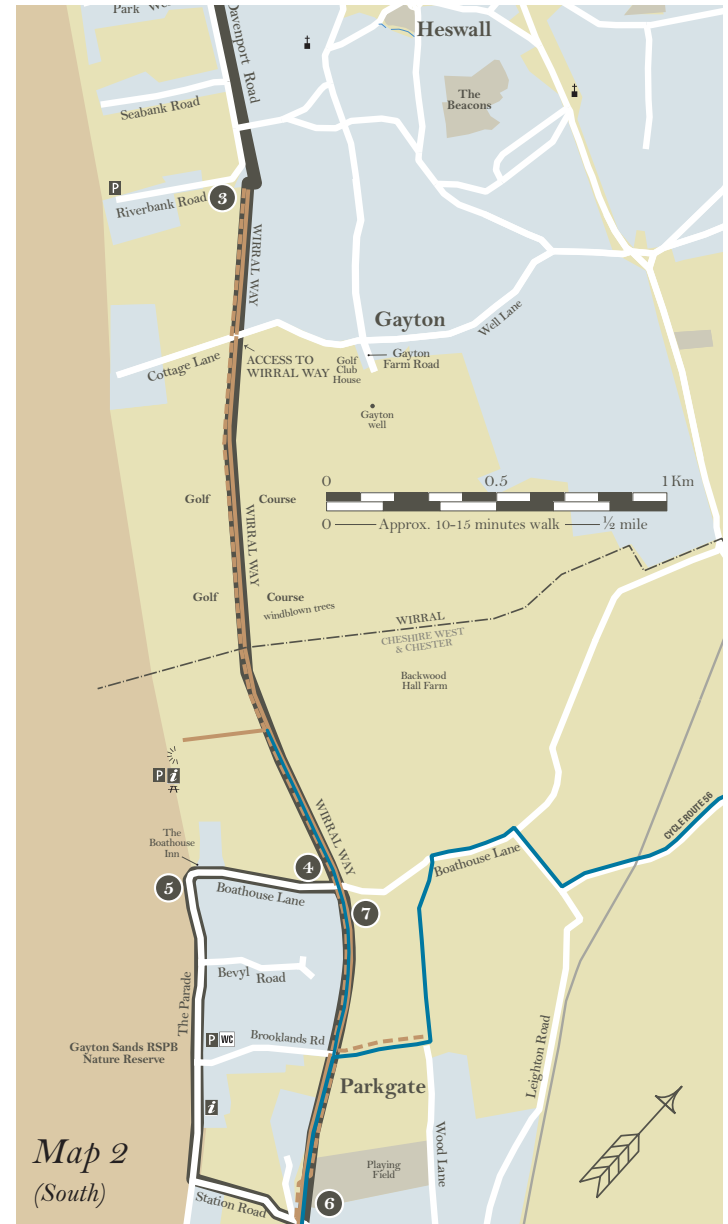 Park We
Davenport Road
Heswall
The
Beacons
Seabank Road
P
Riverbank Road
3
WIRRAL WAY
Gayton
Well Lane
Cottage Lane
ACCESS TO
WIRRAL WAY
Golf
Club
House
Gayton
Farm Road
Gayton
well
0 0.5 1 Km
0 Approx. 10-15 minutes walk ½ mile
Golf Course
WIRRAL WAY
Golf Course
windblown trees
WIRRAL
CHESHIRE WEST
& CHESTER
Backwood
Hall Farm
P i
WIRRAL WAY
CYCLE ROUTE 56
The
Boathouse
Inn
4
Boathouse Lane
5
Boathouse Lane
7
Bevyl Road
The Parade
P WC
Brooklands Rd
Gayton Sands RSPB
Nature Reserve
Leighton Road
Parkgate
i
Wood Lane
Map 2
(South)
Playing
Field
Station Road
6